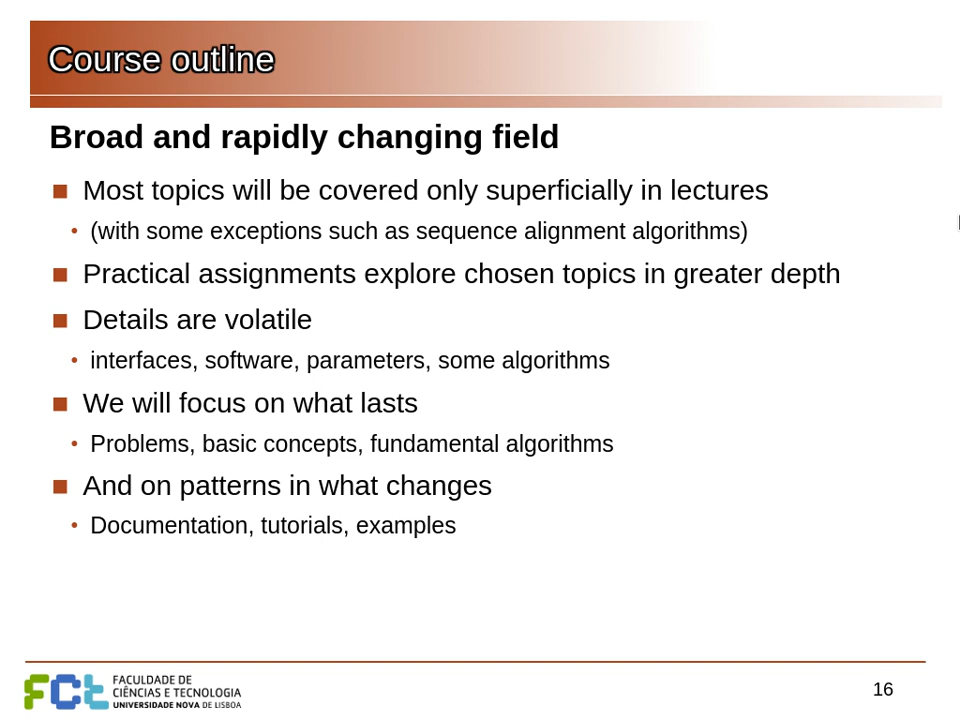 Course outline
Broad and rapidly changing field
Most topics will be covered only superficially in lectures
(with some exceptions such as sequence alignment algorithms)
Practical assignments explore chosen topics in greater depth
Details are volatile
interfaces, software, parameters, some algorithms
We will focus on what lasts
Problems, basic concepts, fundamental algorithms
And on patterns in what changes
Documentation, tutorials, examples
FCt
FACULDADE DE
CIÊNCIAS E TECNOLOGIA
UNIVERSIDADE NOVA DE LISBOA
16